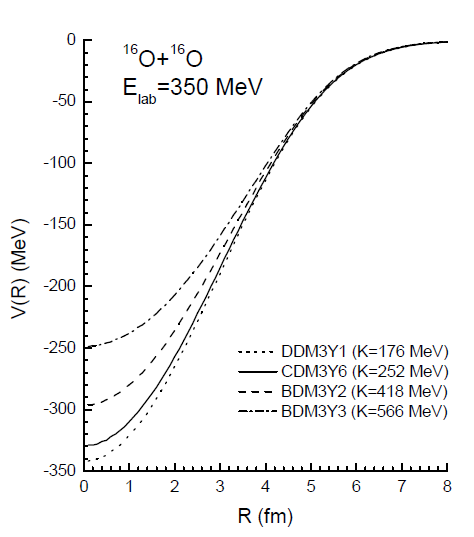 0
-50
-100
-150
-200
-250
-300
-350
V(R) (MeV)
¹⁶O+¹⁶O
E_lab=350 MeV
DDM3Y1 (K=176 MeV)
CDM3Y6 (K=252 MeV)
BDM3Y2 (K=418 MeV)
BDM3Y3 (K=566 MeV)
0 1 2 3 4 5 6 7 8
R (fm)